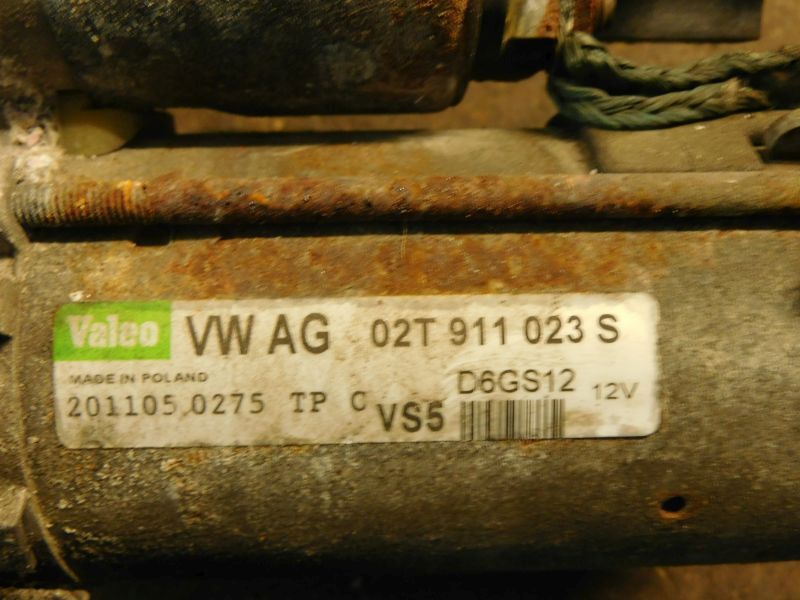 Valeo VW AG 02T 911 023 S
MADE IN POLAND
D6GS12 12V
201105 0275 TP C VS5